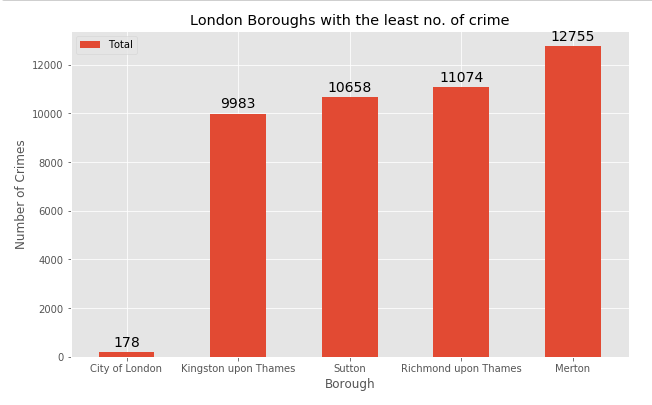 London Boroughs with the least no. of crime
Total
12755
11074
10658
9983
178
12000
10000
8000
6000
4000
2000
0
Number of Crimes
City of London
Kingston upon Thames
Sutton
Richmond upon Thames
Merton
Borough